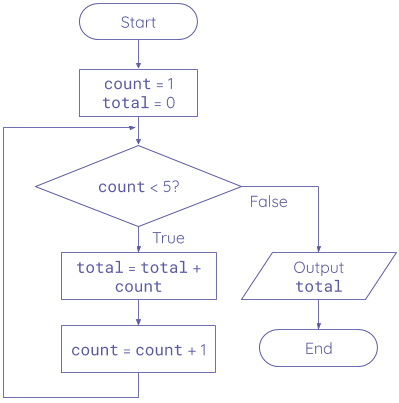 Start
count = 1
total = 0
count < 5?
False
True
total = total +
count
Output
total
count = count + 1
End